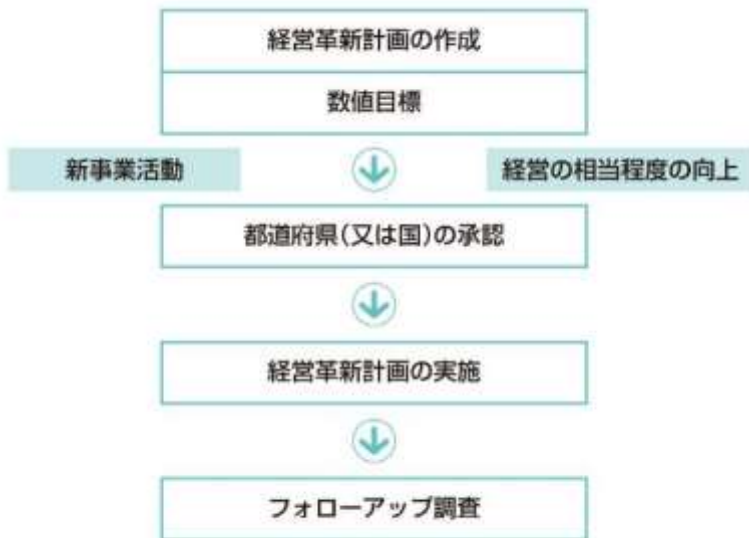 経営革新計画の作成
数値目標
新事業活動
経営の相当程度の向上
都道府県(又は国)の承認
経営革新計画の実施
フォローアップ調査